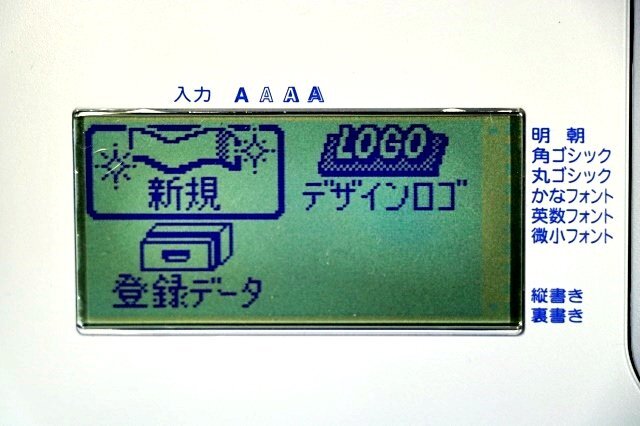 入力 A A A A
LOGO
新規 デザインロゴ
登録データ
明 朝
角ゴシック
丸ゴシック
かなフォント
英数フォント
微小フォント
縦書き
裏書き